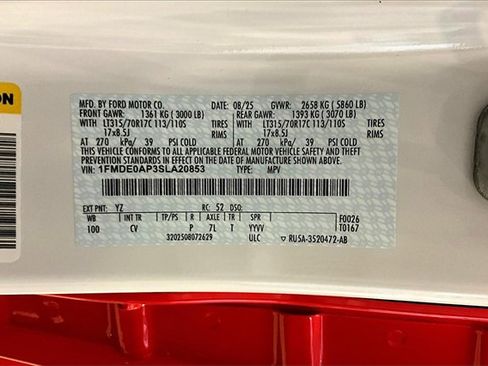 ON
MFD. BY FORD MOTOR CO. DATE: 08/25 GVWR: 2658 KG (5860 LB)
FRONT GAWR: 1361 KG (3000 LB) REAR GAWR: 1393 KG (3070 LB)
WITH LT315/70R17C 113/110S TIRES WITH LT315/70R17C 113/110S TIRES
17x8.5J RIMS 17x8.5J RIMS
AT 270 kPa/ 39 PSI COLD AT 270 kPa/ 39 PSI COLD
THIS VEHICLE CONFORMS TO ALL APPLICABLE FEDERAL MOTOR VEHICLE SAFETY AND THEFT
PREVENTION STANDARDS IN EFFECT ON THE DATE OF MANUFACTURE SHOWN ABOVE.
VIN: 1FMDE0AP3SLA20853 TYPE: MPV
EXT PNT: YZ RC: 52 DSO:
WB INT TR TP/PS R AXLE TR SPR F0026
100 CV P 7L T YYVV T0167
3202508072629 ULC ▽ RU5A-3520472-AB